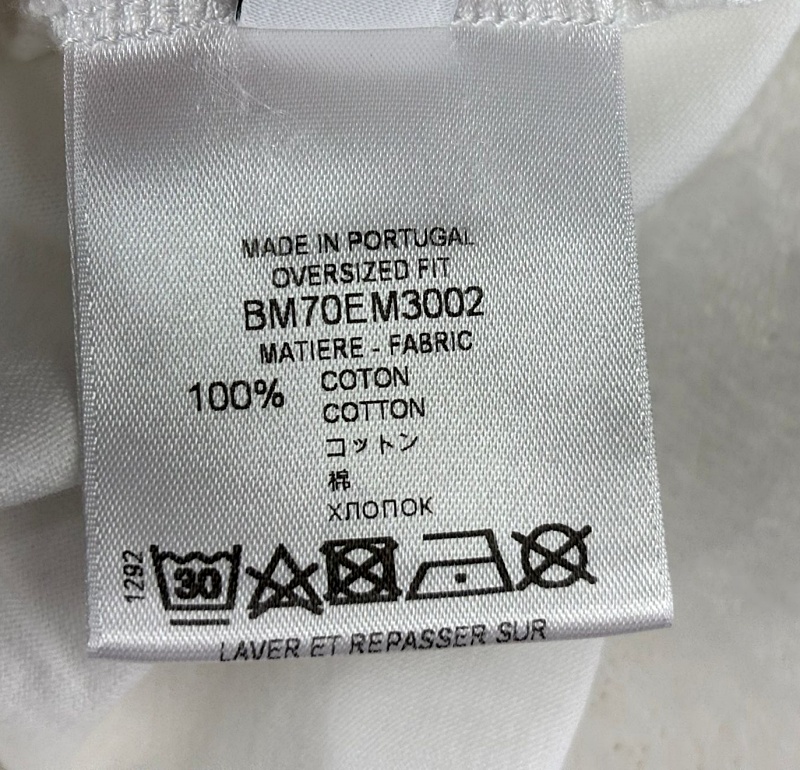 MADE IN PORTUGAL
OVERSIZED FIT
BM70EM3002
MATIERE - FABRIC
100% COTON
COTTON
コットン
棉
ХЛОПОК
1292
30
LAVER ET REPASSER SUR